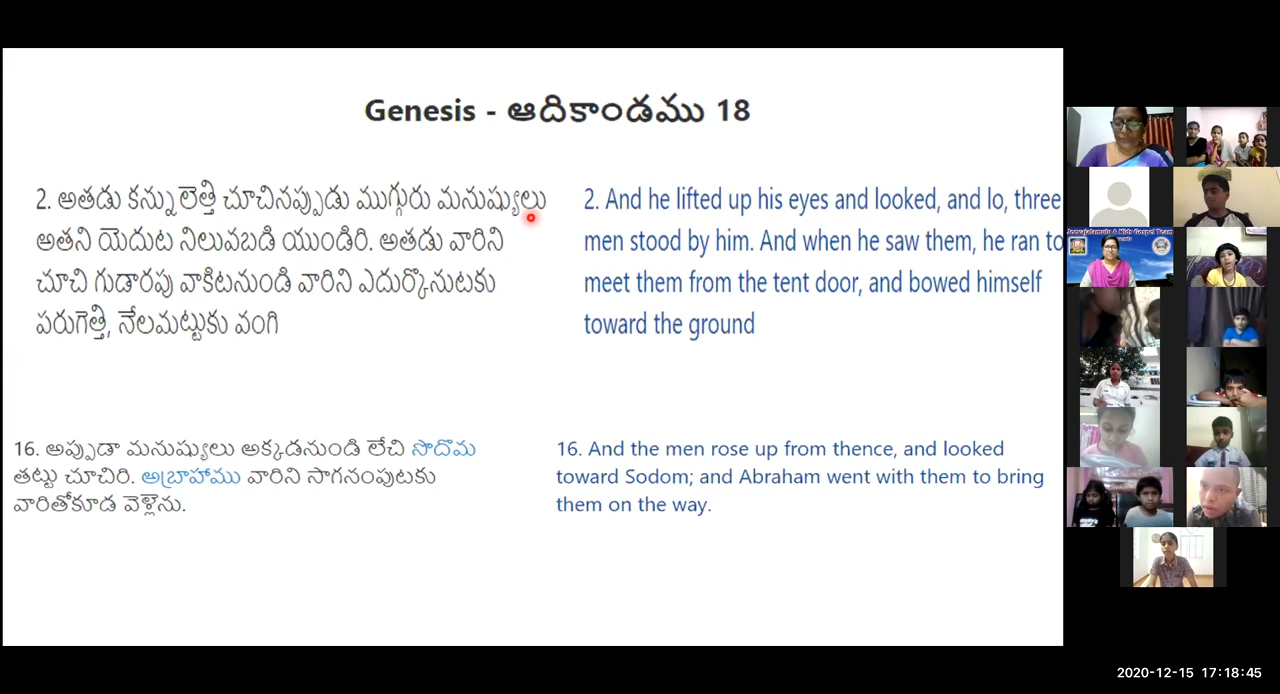 Genesis - ఆదికాండము 18
2. అతడు కన్నులెత్తి చూచినప్పుడు ముగ్గురు మనుష్యులు
అతని యెదుట నిలువబడి యుండిరి. అతడు వారిని
చూచి గుడారపు వాకిటనుండి వారిని ఎదుర్కొనుటకు
పరుగెత్తి, నేలమట్టుకు వంగి
2. And he lifted up his eyes and looked, and lo, three
men stood by him. And when he saw them, he ran to
meet them from the tent door, and bowed himself
toward the ground
16. అప్పుడా మనుష్యులు అక్కడనుండి లేచి సొదొమ
తట్టు చూచిరి. అబ్రాహాము వారిని సాగనంపుటకు
వారితోకూడ వెళ్లెను.
16. And the men rose up from thence, and looked
toward Sodom; and Abraham went with them to bring
them on the way.
Jeevajalamulu & Kids Gospel Team
2020-12-15 17:18:45